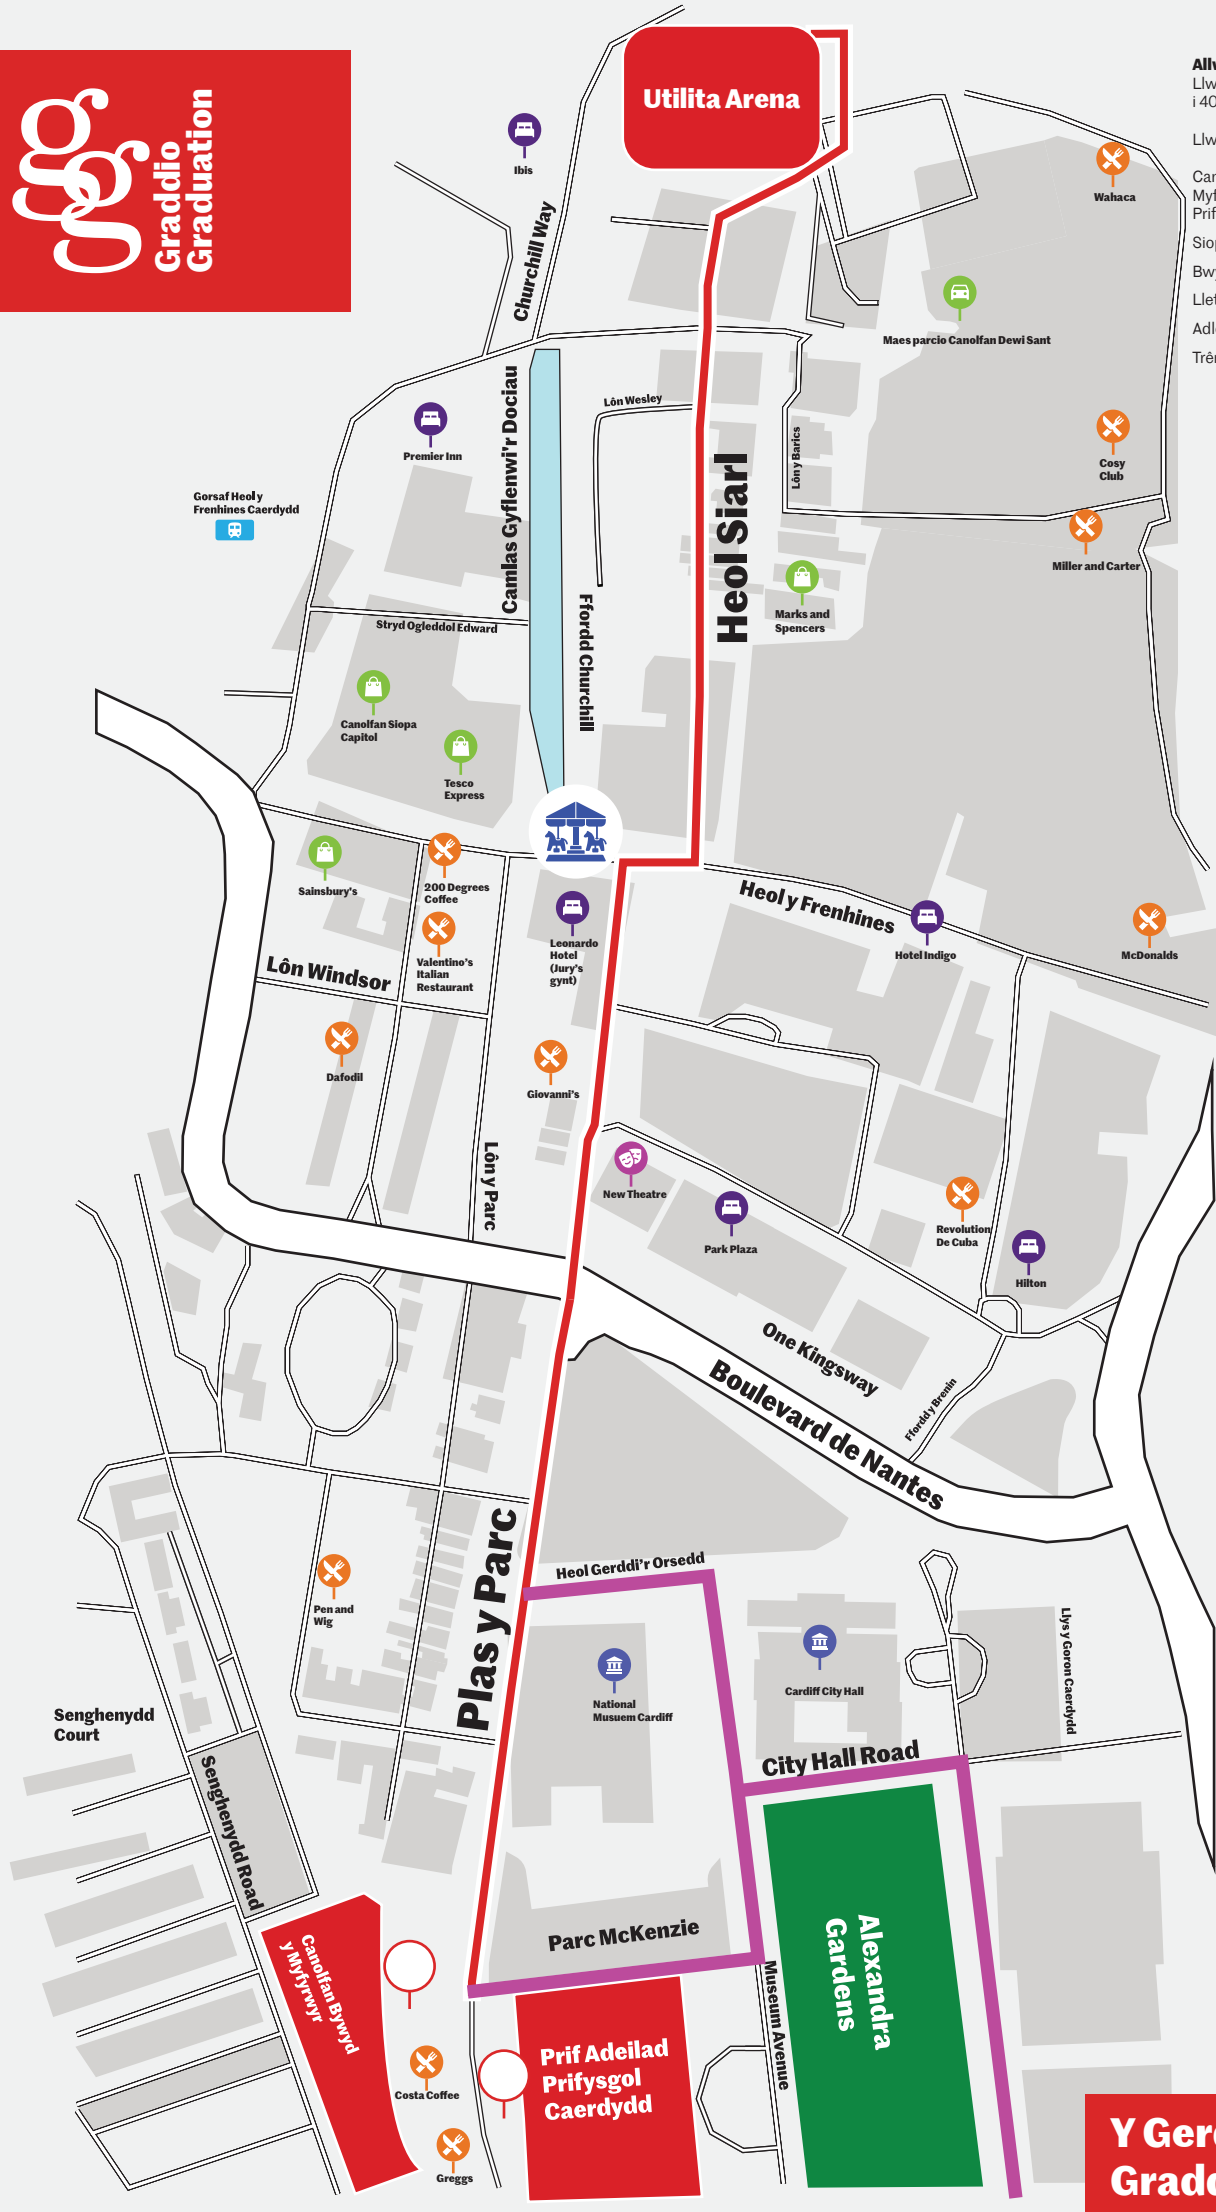 gg
Graddio
Graduation
Utilita Arena
Ibis
Churchill Way
Wahaca
Maes parcio Canolfan Dewi Sant
Premier Inn
Gorsaf Heol y
Frenhines Caerdydd
Camlas Gyflenwi'r Dociau
Lôn Wesley
Heol Siarl
Lôn y Barics
Cosy
Club
Miller and Carter
Marks and
Spencers
Stryd Ogleddol Edward
Ffordd Churchill
Canolfan Siopa
Capitol
Tesco
Express
Sainsbury's
200 Degrees
Coffee
Valentino's
Italian
Restaurant
Lôn Windsor
Leonardo
Hotel
(Jury's
gynt)
Heol y Frenhines
Hotel Indigo
McDonalds
Dafodil
Giovanni's
Lôn y Parc
New Theatre
Park Plaza
Revolution
De Cuba
Hilton
One Kingsway
Ffordd y Brenin
Boulevard de Nantes
Plas y Parc
Heol Gerddi'r Orsedd
Pen and
Wig
National
Musuem Cardiff
Cardiff City Hall
Llys y Goron Caerdydd
City Hall Road
Senghenydd
Court
Senghenydd Road
Parc McKenzie
Museum Avenue
Alexandra
Gardens
Canolfan Bywyd
y Myfyrwyr
Prif Adeilad
Prifysgol
Caerdydd
Costa Coffee
Greggs
Y Ger
Grad